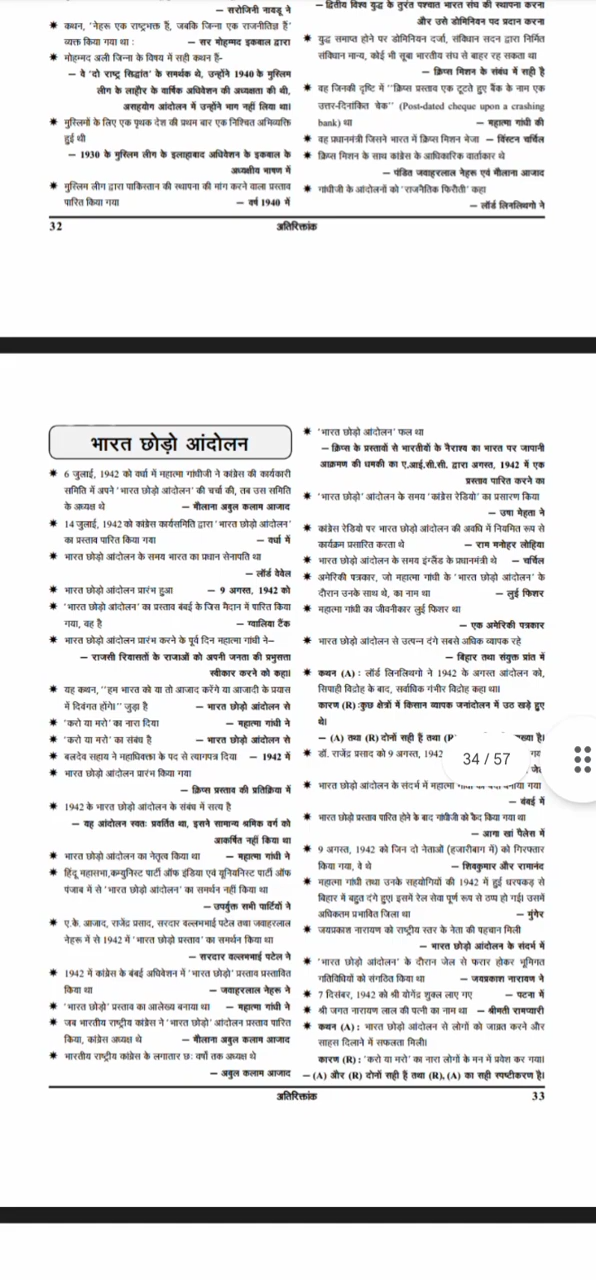 – सरोजिनी नायडू ने
* कथन, 'नेहरू एक राष्ट्रभक्त हैं, जबकि जिन्ना एक राजनीतिज्ञ हैं'
व्यक्त किया गया था : – सर मोहम्मद इकबाल द्वारा
* मोहम्मद अली जिन्ना के विषय में सही कथन हैं-
– वे 'दो राष्ट्र सिद्धांत' के समर्थक थे, उन्होंने 1940 के मुस्लिम
लीग के लाहौर के वार्षिक अधिवेशन की अध्यक्षता की थी,
असहयोग आंदोलन में उन्होंने भाग नहीं लिया था।
* मुस्लिमों के लिए एक पृथक देश की प्रथम बार एक निश्चित अभिव्यक्ति
हुई थी
– 1930 के मुस्लिम लीग के इलाहाबाद अधिवेशन के इकबाल के
अध्यक्षीय भाषण में
* मुस्लिम लीग द्वारा पाकिस्तान की स्थापना की मांग करने वाला प्रस्ताव
पारित किया गया – वर्ष 1940 में
– द्वितीय विश्व युद्ध के तुरंत पश्चात भारत संघ की स्थापना करना
और उसे डोमिनियन पद प्रदान करना
* युद्ध समाप्त होने पर डोमिनियन दर्जा, संविधान सदन द्वारा निर्मित
संविधान मान्य, कोई भी सूबा भारतीय संघ से बाहर रह सकता था
– क्रिप्स मिशन के संबंध में सही है
* वह जिनकी दृष्टि में ''क्रिप्स प्रस्ताव एक टूटते हुए बैंक के नाम एक
उत्तर-दिनांकित चेक'' (Post-dated cheque upon a crashing
bank) था – महात्मा गांधी की
* वह प्रधानमंत्री जिसने भारत में क्रिप्स मिशन भेजा – विंस्टन चर्चिल
* क्रिप्स मिशन के साथ कांग्रेस के आधिकारिक वार्ताकार थे
– पंडित जवाहरलाल नेहरू एवं मौलाना आजाद
* गांधीजी के आंदोलनों को 'राजनैतिक फिरौती' कहा
– लॉर्ड लिनलिथगो ने
32 अतिरिक्तांक
भारत छोड़ो आंदोलन
* 6 जुलाई, 1942 को वर्धा में महात्मा गांधीजी ने कांग्रेस की कार्यकारी
समिति में अपने 'भारत छोड़ो आंदोलन' की चर्चा की, तब उस समिति
के अध्यक्ष थे – मौलाना अबुल कलाम आजाद
* 14 जुलाई, 1942 को कांग्रेस कार्यसमिति द्वारा 'भारत छोड़ो आंदोलन'
का प्रस्ताव पारित किया गया – वर्धा में
* भारत छोड़ो आंदोलन के समय भारत का प्रधान सेनापति था
– लॉर्ड वेवेल
* भारत छोड़ो आंदोलन प्रारंभ हुआ – 9 अगस्त, 1942 को
* 'भारत छोड़ो आंदोलन' का प्रस्ताव बंबई के जिस मैदान में पारित किया
गया, वह है – ग्वालिया टैंक
* भारत छोड़ो आंदोलन प्रारंभ करने के पूर्व दिन महात्मा गांधी ने–
– राजसी रियासतों के राजाओं को अपनी जनता की प्रभुसत्ता
स्वीकार करने को कहा।
* यह कथन, ''हम भारत को या तो आजाद करेंगे या आजादी के प्रयास
में दिवंगत होंगे।'' जुड़ा है – भारत छोड़ो आंदोलन से
* 'करो या मरो' का नारा दिया – महात्मा गांधी ने
* 'करो या मरो' का संबंध है – भारत छोड़ो आंदोलन से
* बलदेव सहाय ने महाधिवक्ता के पद से त्यागपत्र दिया – 1942 में
* भारत छोड़ो आंदोलन प्रारंभ किया गया
– क्रिप्स प्रस्ताव की प्रतिक्रिया में
* 1942 के भारत छोड़ो आंदोलन के संबंध में सत्य है
– यह आंदोलन स्वतः प्रवर्तित था, इसने सामान्य श्रमिक वर्ग को
आकर्षित नहीं किया था
* भारत छोड़ो आंदोलन का नेतृत्व किया था – महात्मा गांधी ने
* हिंदू महासभा,कम्युनिस्ट पार्टी ऑफ इंडिया एवं यूनियनिस्ट पार्टी ऑफ
पंजाब में से 'भारत छोड़ो आंदोलन' का समर्थन नहीं किया था
– उपर्युक्त सभी पार्टियों ने
* ए.के. आजाद, राजेंद्र प्रसाद, सरदार वल्लभभाई पटेल तथा जवाहरलाल
नेहरू में से 1942 में 'भारत छोड़ो प्रस्ताव' का समर्थन किया था
– सरदार वल्लभभाई पटेल ने
* 1942 में कांग्रेस के बंबई अधिवेशन में 'भारत छोड़ो' प्रस्ताव प्रस्तावित
किया था – जवाहरलाल नेहरू ने
* 'भारत छोड़ो' प्रस्ताव का आलेख्य बनाया था – महात्मा गांधी ने
* जब भारतीय राष्ट्रीय कांग्रेस ने 'भारत छोड़ो' आंदोलन प्रस्ताव पारित
किया, कांग्रेस अध्यक्ष थे – मौलाना अबुल कलाम आजाद
* भारतीय राष्ट्रीय कांग्रेस के लगातार छः वर्षों तक अध्यक्ष थे
– अबुल कलाम आजाद
* 'भारत छोड़ो आंदोलन' फल था
– क्रिप्स के प्रस्तावों से भारतीयों के नैराश्य का भारत पर जापानी
आक्रमण की धमकी का ए.आई.सी.सी. द्वारा अगस्त, 1942 में एक
प्रस्ताव पारित करने का
* 'भारत छोड़ो' आंदोलन के समय 'कांग्रेस रेडियो' का प्रसारण किया
– उषा मेहता ने
* कांग्रेस रेडियो पर भारत छोड़ो आंदोलन की अवधि में नियमित रूप से
कार्यक्रम प्रसारित करता थे – राम मनोहर लोहिया
* भारत छोड़ो आंदोलन के समय इंग्लैंड के प्रधानमंत्री थे – चर्चिल
* अमेरिकी पत्रकार, जो महात्मा गांधी के 'भारत छोड़ो आंदोलन' के
दौरान उनके साथ थे, का नाम था – लुई फिशर
* महात्मा गांधी का जीवनीकार लुई फिशर था
– एक अमेरिकी पत्रकार
* भारत छोड़ो आंदोलन से उत्पन्न दंगे सबसे अधिक व्यापक रहे
– बिहार तथा संयुक्त प्रांत में
* कथन (A) : लॉर्ड लिनलिथगो ने 1942 के अगस्त आंदोलन को,
सिपाही विद्रोह के बाद, सर्वाधिक गंभीर विद्रोह कहा था।
कारण (R) :कुछ क्षेत्रों में किसान व्यापक जनांदोलन में उठ खड़े हुए
थे।
– (A) तथा (R) दोनों सही हैं तथा
* डॉ. राजेंद्र प्रसाद को 9 अगस्त, 1942
34 / 57
* भारत छोड़ो आंदोलन के संदर्भ में महात्मा गया
– बंबई में
* भारत छोड़ो प्रस्ताव पारित होने के बाद गांधीजी को कैद किया गया था
– आगा खां पैलेस में
* 9 अगस्त, 1942 को जिन दो नेताओं (हजारीबाग में) को गिरफ्तार
किया गया, वे थे – शिवकुमार और रामानंद
* महात्मा गांधी तथा उनके सहयोगियों की 1942 में हुई धरपकड़ से
बिहार में बहुत दंगे हुए। इसमें रेल सेवा पूर्ण रूप से ठप्प हो गई। उसमें
अधिकतम प्रभावित जिला था – मुंगेर
* जयप्रकाश नारायण को राष्ट्रीय स्तर के नेता की पहचान मिली
– भारत छोड़ो आंदोलन के संदर्भ में
* 'भारत छोड़ो आंदोलन' के दौरान जेल से फरार होकर भूमिगत
गतिविधियों को संगठित किया था – जयप्रकाश नारायण ने
* 7 दिसंबर, 1942 को श्री योगेंद्र शुक्ल लाए गए – पटना में
* श्री जगत नारायण लाल की पत्नी का नाम था – श्रीमती रामप्यारी
* कथन (A) : भारत छोड़ो आंदोलन से लोगों को जाग्रत करने और
साहस दिलाने में सफलता मिली।
कारण (R) : 'करो या मरो' का नारा लोगों के मन में प्रवेश कर गया।
– (A) और (R) दोनों सही हैं तथा (R), (A) का सही स्पष्टीकरण है।
अतिरिक्तांक 33